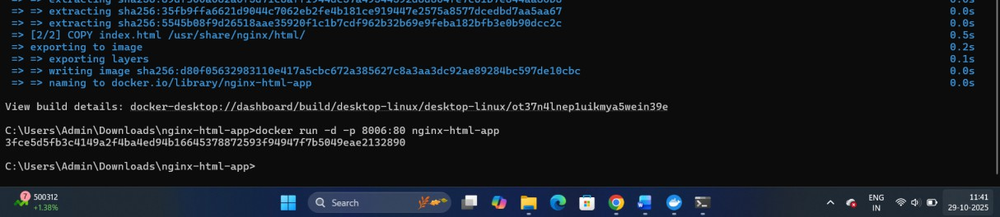 => => extracting sha256:35fb9ffa6621d9044c7062eb2fe4b181ce919447e2575a8577dcedbd7aa5aa67 0.0s
=> => extracting sha256:5545b08f9d26518aae35920f1c1b7cdf962b32b69e9feba182bfb3e0b90dcc2c 0.0s
=> [2/2] COPY index.html /usr/share/nginx/html/ 0.5s
=> exporting to image 0.2s
=> => exporting layers 0.1s
=> => writing image sha256:d80f05632983110e417a5cbc672a385627c8a3aa3dc92ae89284bc597de10cbc 0.0s
=> => naming to docker.io/library/nginx-html-app 0.0s
View build details: docker-desktop://dashboard/build/desktop-linux/desktop-linux/ot37n4lnep1uikmya5wein39e
C:\Users\Admin\Downloads\nginx-html-app>docker run -d -p 8006:80 nginx-html-app
3fce5d5fb3c4149a2f4ba4ed94b16645378872593f94947f7b5049eae2132890
C:\Users\Admin\Downloads\nginx-html-app>
7
500312
+1.38%
Search
ENG
IN
11:41
29-10-2025